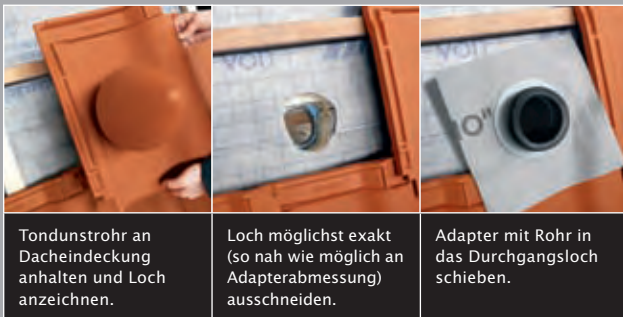 Tondunstrohr an
Dacheindeckung
anhalten und Loch
anzeichnen.
Loch möglichst exakt
(so nah wie möglich an
Adapterabmessung)
ausschneiden.
Adapter mit Rohr in
das Durchgangsloch
schieben.